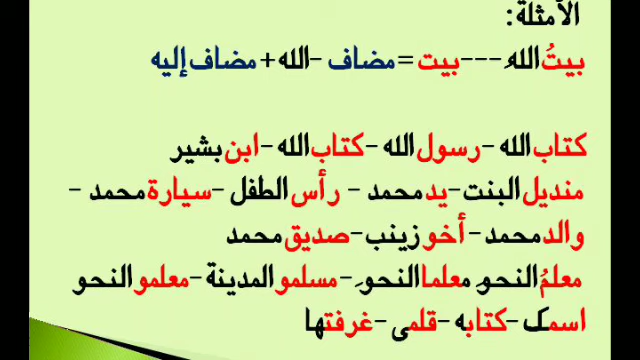 الأمثلة:
بيتُ اللهِ---بيت=مضاف-الله+مضاف إليه
كتاب الله-رسول الله-كتاب الله-ابن بشير
منديل البنت-يد محمد - رأس الطفل-سيارة محمد -
والد محمد-أخو زينب-صديق محمد
معلمُ النحوِ معلما النحوِ-مسلمو المدينة-معلمو النحو
اسمك-كتابه-قلمى-غرفتها